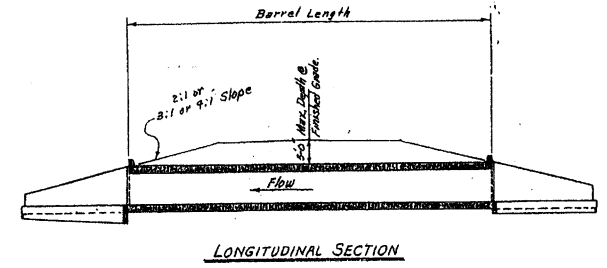 Barrel Length
2:1 or
3:1 or 4:1 Slope
5'-0" Max. Depth @
Finished Grade.
Flow
LONGITUDINAL SECTION